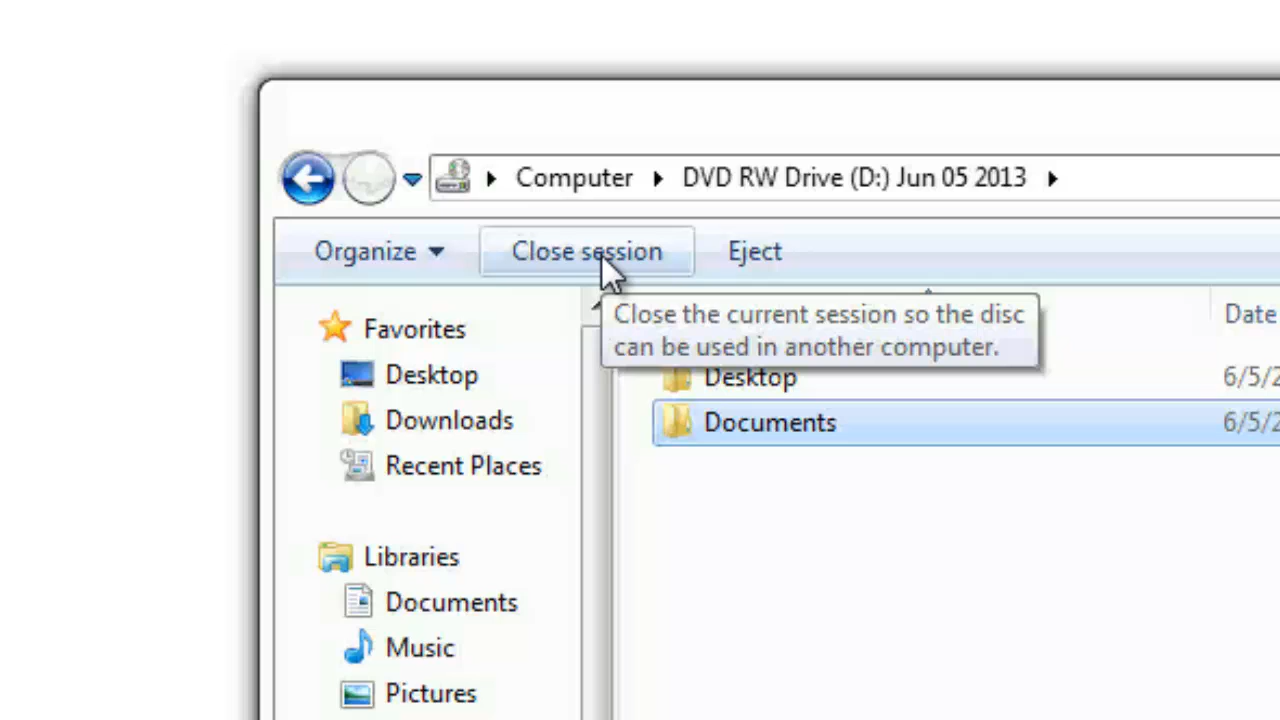 Computer DVD RW Drive (D:) Jun 05 2013
Organize Close session Eject
Close the current session so the disc
can be used in another computer.
Date
Favorites
Desktop
Downloads
Recent Places
Libraries
Documents
Music
Pictures
Desktop 6/5/2
Documents 6/5/2